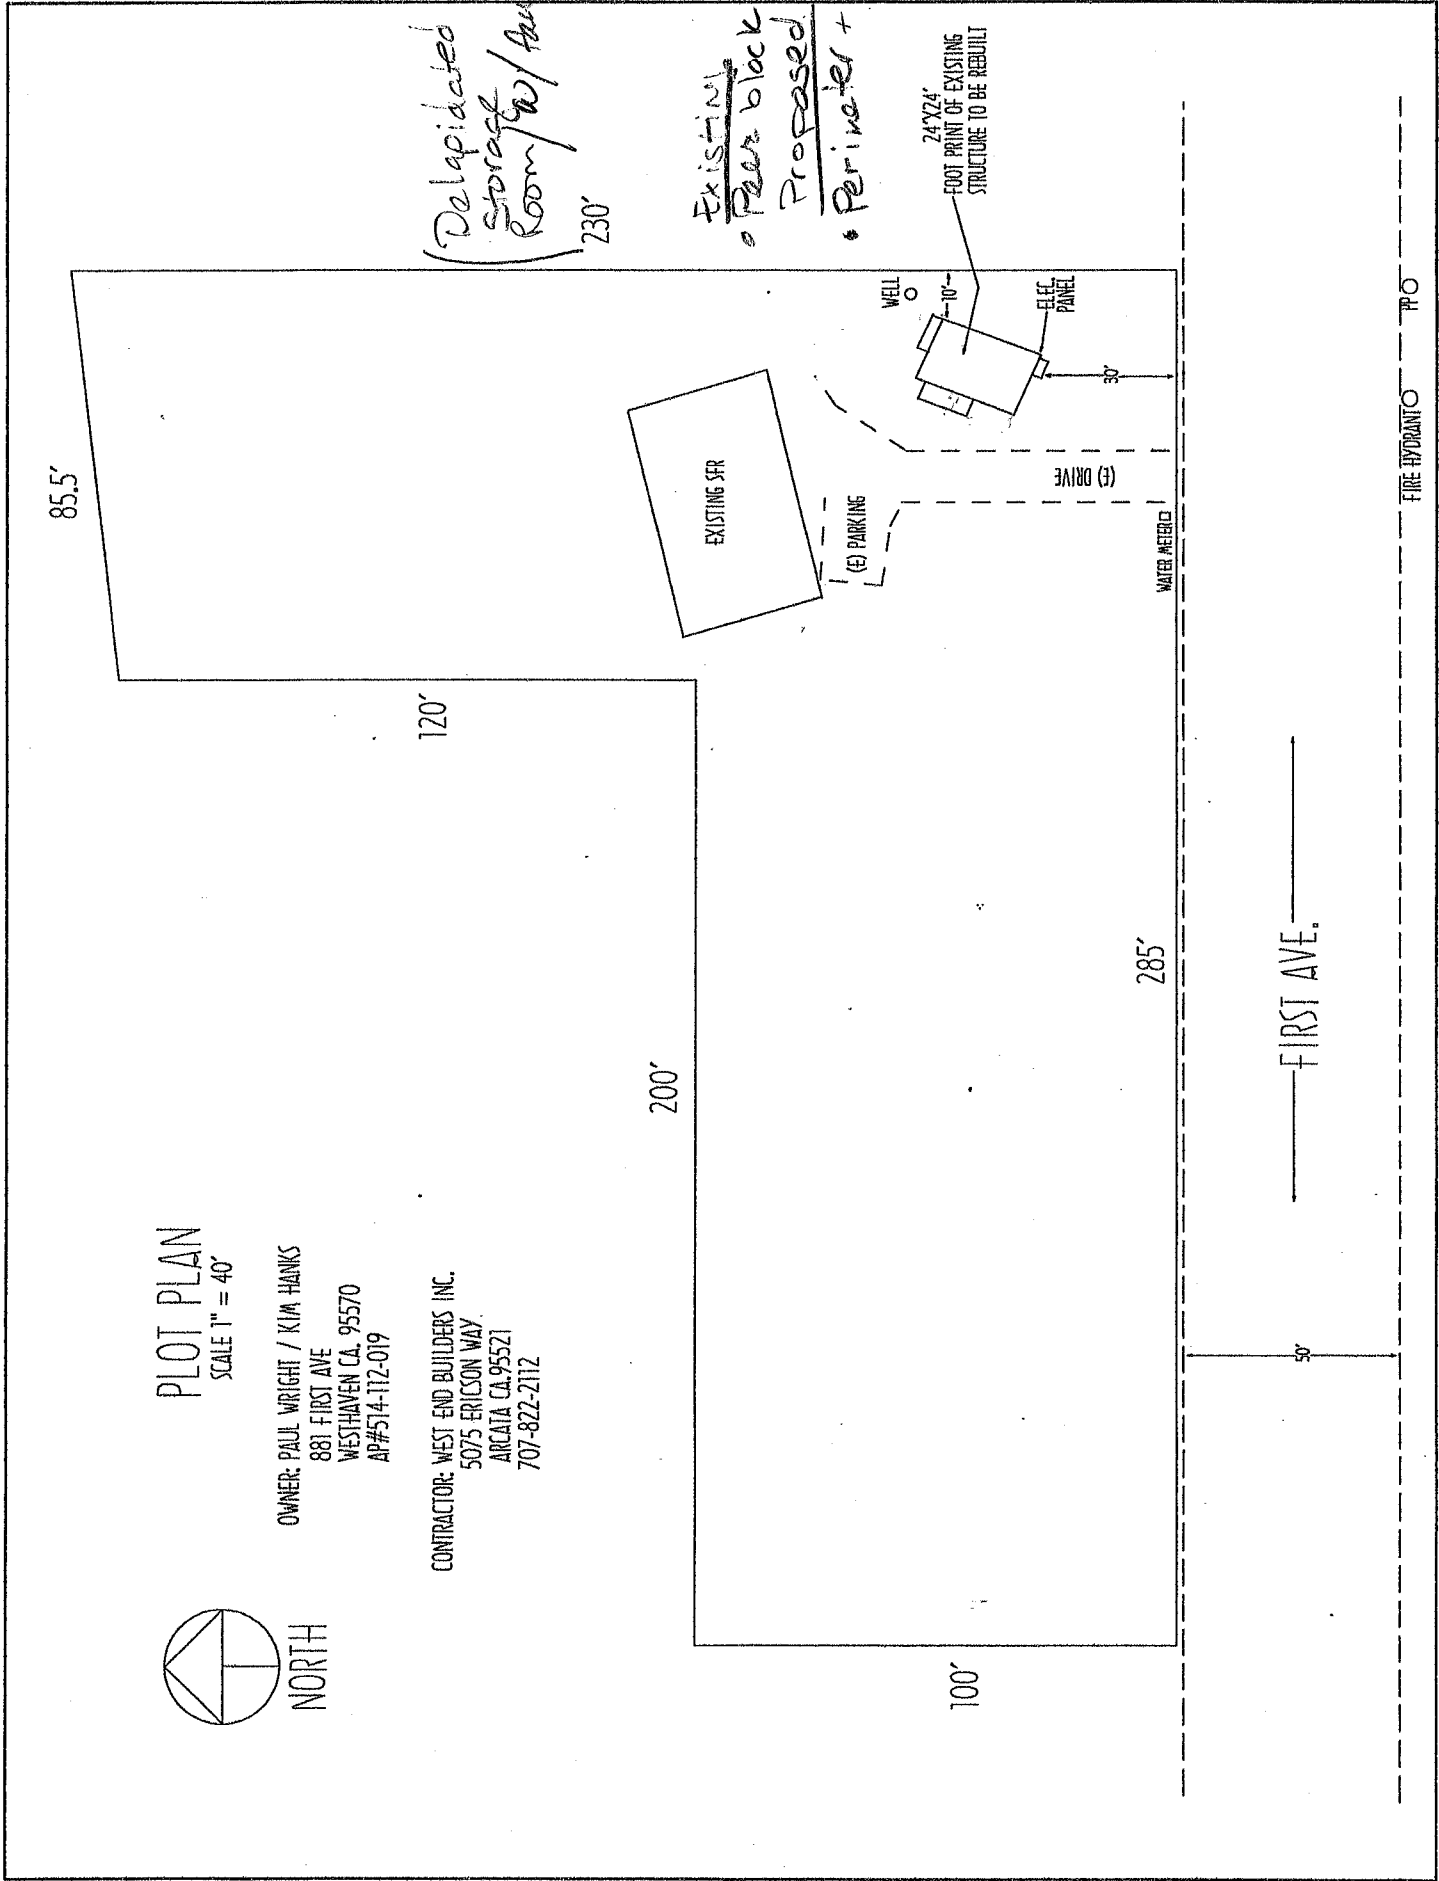 PLOT PLAN
SCALE 1" = 40'
OWNER: PAUL WRIGHT / KIM HANKS
881 FIRST AVE
WESTHAVEN CA. 95570
AP#514-112-019
CONTRACTOR: WEST END BUILDERS INC.
5075 ERICSON WAY.
ARCATA CA.95521
707-822-2112
NORTH
85.5'
120'
200'
230'
285'
100'
(Delapidated
Storage
Room w/
Existing
• Peer block
Proposed
• Perimeter +
24'X24'
FOOT PRINT OF EXISTING
STRUCTURE TO BE REBUILT
EXISTING SFR
WELL
10'
ELEC.
PANEL
30'
(E) DRIVE
(E) PARKING
WATER METER
FIRST AVE.
50'
FIRE HYDRANT
PP